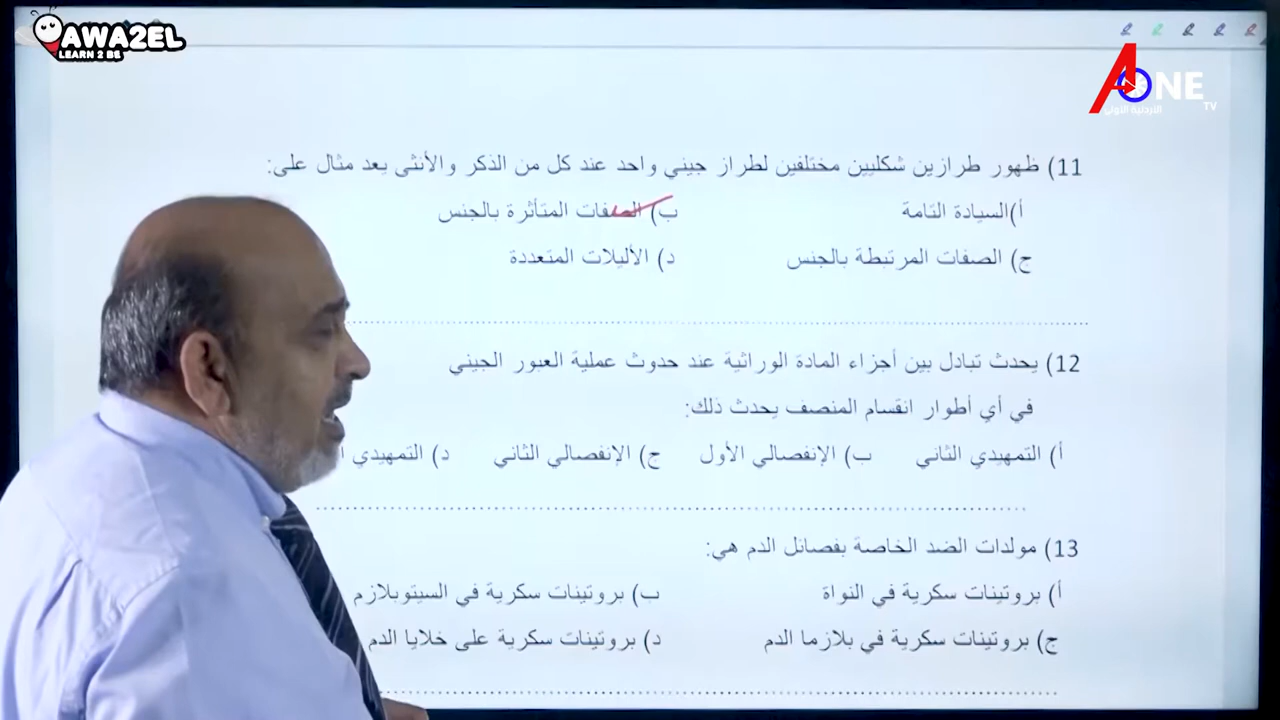 AWA2EL
LEARN 2 BE
A ONE TV
الأردنية الأولى
11) ظهور طرازين شكليين مختلفين لطراز جيني واحد عند كل من الذكر والأنثى يعد مثال على:
أ)السيادة التامة ب) الصفات المتأثرة بالجنس
ج) الصفات المرتبطة بالجنس د) الأليلات المتعددة
12) يحدث تبادل بين أجزاء المادة الوراثية عند حدوث عملية العبور الجيني
في أي أطوار انقسام المنصف يحدث ذلك:
أ) التمهيدي الثاني ب) الإنفصالي الأول ج) الإنفصالي الثاني د) التمهيدي
13) مولدات الضد الخاصة بفصائل الدم هي:
أ) بروتينات سكرية في النواة ب) بروتينات سكرية في السيتوبلازم
ج) بروتينات سكرية في بلازما الدم د) بروتينات سكرية على خلايا الدم